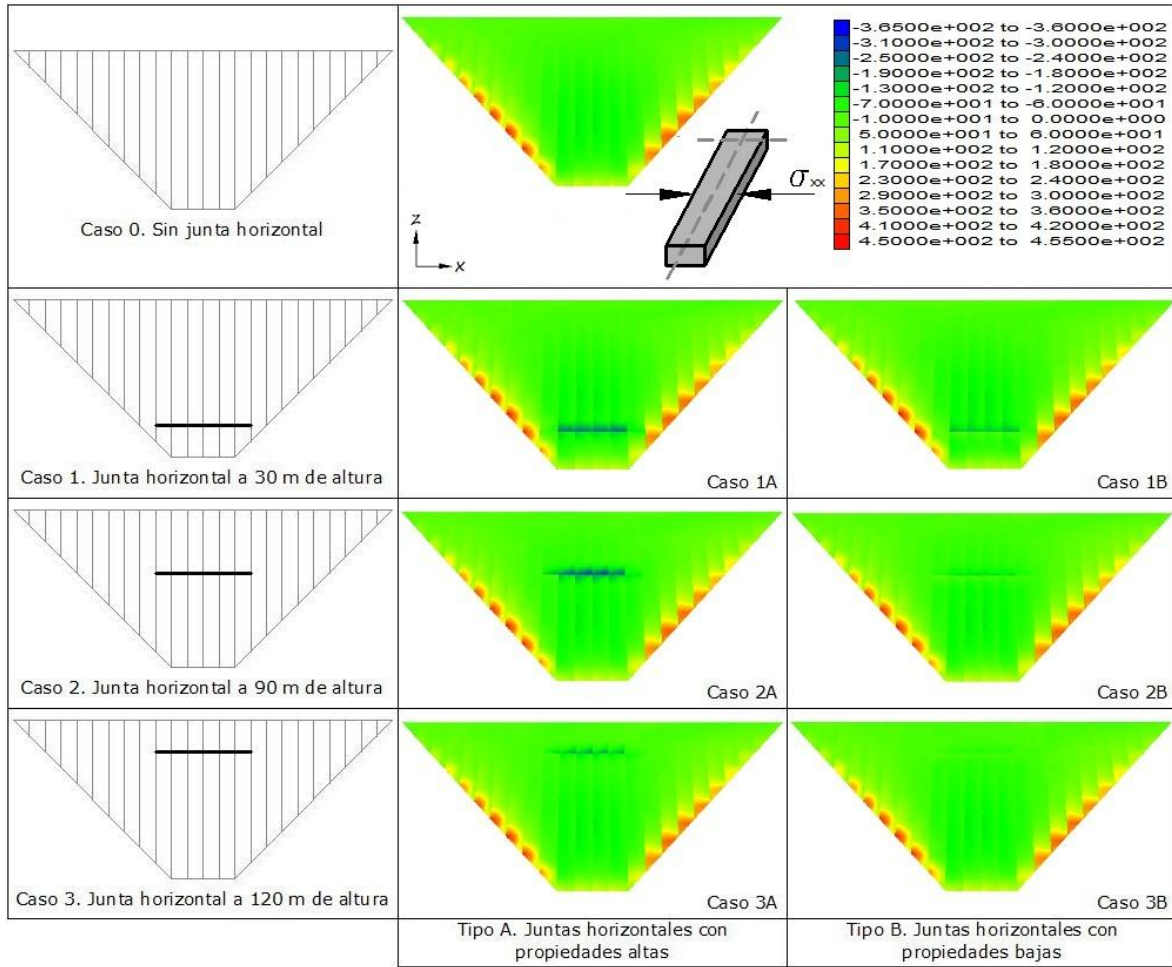 Caso 0. Sin junta horizontal
z
x
σxx
-3.6500e+002 to -3.6000e+002
-3.1000e+002 to -3.0000e+002
-2.5000e+002 to -2.4000e+002
-1.9000e+002 to -1.8000e+002
-1.3000e+002 to -1.2000e+002
-7.0000e+001 to -6.0000e+001
-1.0000e+001 to 0.0000e+000
5.0000e+001 to 6.0000e+001
1.1000e+002 to 1.2000e+002
1.7000e+002 to 1.8000e+002
2.3000e+002 to 2.4000e+002
2.9000e+002 to 3.0000e+002
3.5000e+002 to 3.6000e+002
4.1000e+002 to 4.2000e+002
4.5000e+002 to 4.5500e+002
Caso 1. Junta horizontal a 30 m de altura
Caso 1A
Caso 1B
Caso 2. Junta horizontal a 90 m de altura
Caso 2A
Caso 2B
Caso 3. Junta horizontal a 120 m de altura
Caso 3A
Caso 3B
Tipo A. Juntas horizontales con
propiedades altas
Tipo B. Juntas horizontales con
propiedades bajas